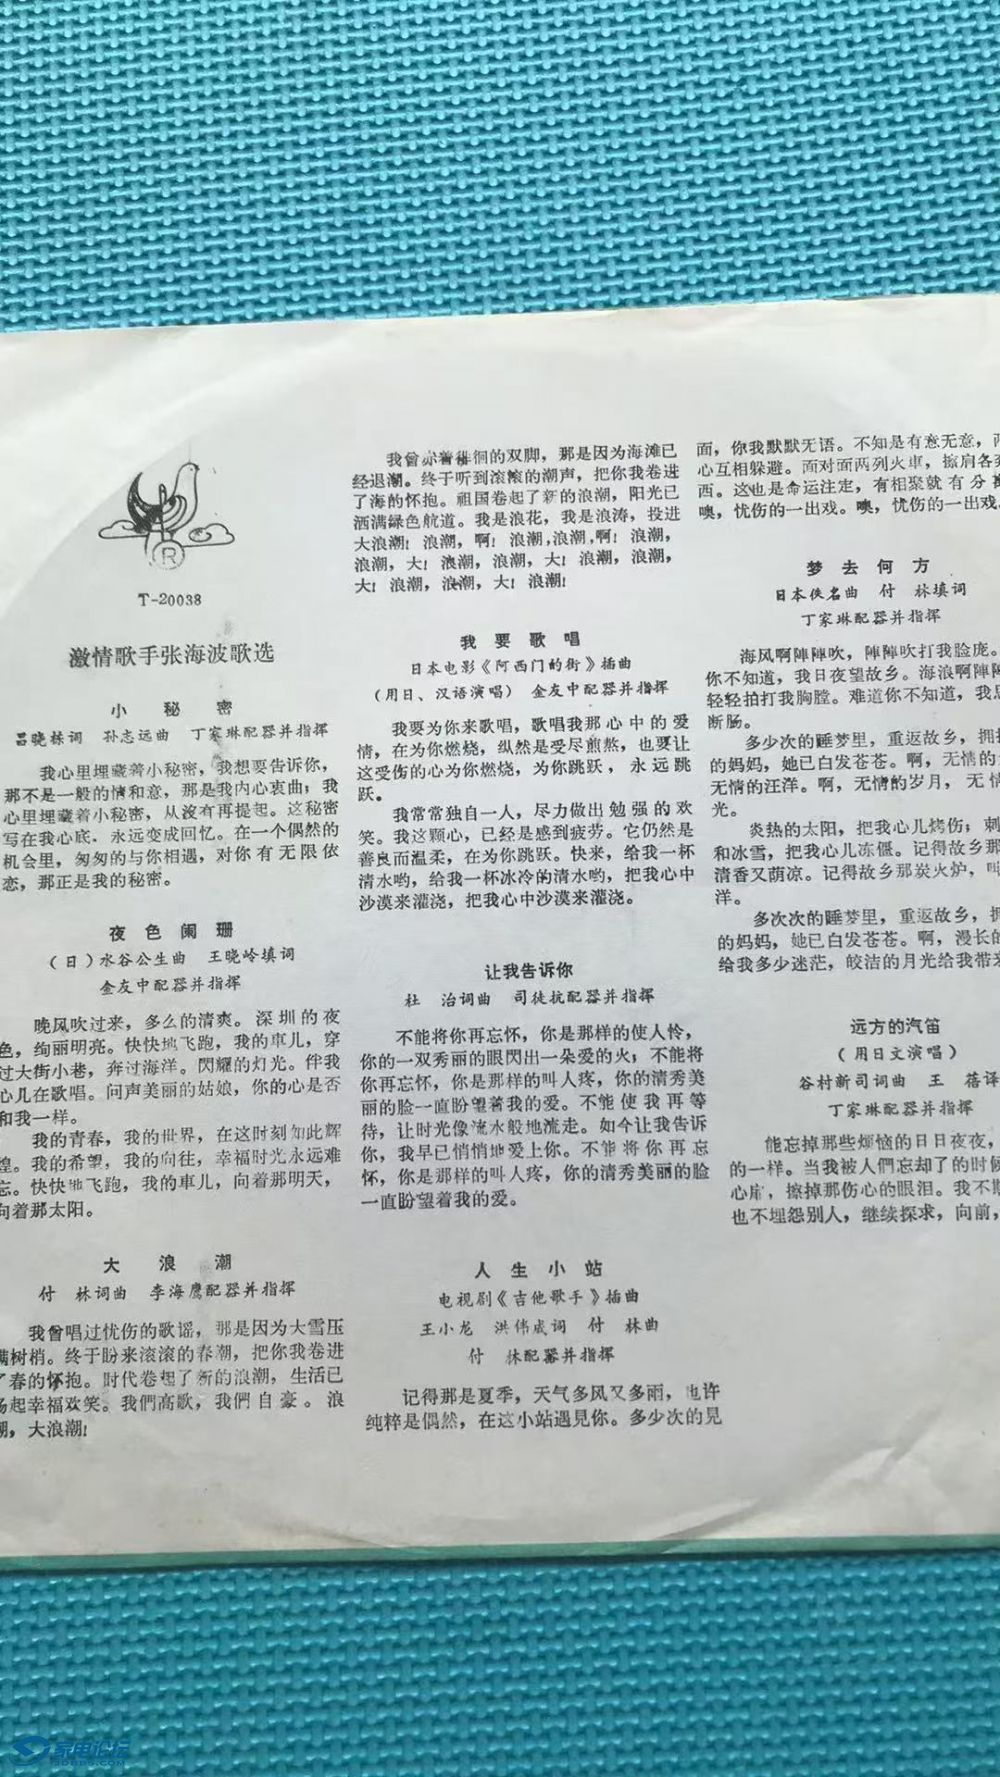 R
T-20038
激情歌手张海波歌选
小秘密
吕晓栋词 孙志远曲 丁家琳配器并指挥
我心里埋藏着小秘密，我想要告诉你，
那不是一般的情和意，那是我内心衷曲；我
心里埋藏着小秘密，从没有再提起。这秘密
写在我心底．永远变成回忆。在一个偶然的
机会里，匆匆的与你相遇，对你有无限依
恋，那正是我的秘密。
夜色阑珊
（日）水谷公生曲 王晓岭填词
金友中配器并指挥
晚风吹过来，多么的清爽。深圳的夜
色，绚丽明亮。快快地飞跑，我的車儿，穿
过大街小巷，奔过海洋。閃耀的灯光。伴我
心儿在歌唱。问声美丽的姑娘，你的心是否
和我一样。
我的青春，我的世界，在这时刻如此辉
煌。我的希望，我的向往，幸福时光永远难
忘。快快地飞跑，我的車儿，向着那明天，
向着那太阳。
大浪潮
付 林词曲 李海鹰配器并指挥
我曾唱过忧伤的歌谣，那是因为大雪压
满树梢。终于盼来滚滚的春潮，把你我卷进
了春的怀抱。时代卷起了新的浪潮，生活已
扬起幸福欢笑。我們高歌，我們自豪。浪
潮，大浪潮！
我曾赤着徘徊的双脚，那是因为海滩已
经退潮。终于听到滚滚的潮声，把你我卷进
了海的怀抱。祖国卷起了新的浪潮，阳光已
洒满绿色航道。我是浪花，我是浪涛，投进
大浪潮！浪潮，啊！浪潮，浪潮，啊！浪潮，
浪潮，大！浪潮，浪潮，大！浪潮，浪潮，
大！浪潮，浪潮，大！浪潮！
我要歌唱
日本电影《阿西门的街》插曲
（用日、汉语演唱） 金友中配器并指挥
我要为你来歌唱，歌唱我那心中的爱
情，在为你燃烧，纵然是受尽煎熬，也要让
这受伤的心为你燃烧，为你跳跃，永远跳
跃。
我常常独自一人，尽力做出勉强的欢
笑。我这颗心，已经是感到疲劳。它仍然是
善良而温柔，在为你跳跃。快来，给我一杯
清水哟，给我一杯冰冷的清水哟，把我心中
沙漠来灌浇，把我心中沙漠来灌浇。
让我告诉你
杜 治词曲 司徒抗配器并指挥
不能将你再忘怀，你是那样的使人怜，
你的一双秀丽的眼閃出一朵爱的火；不能将
你再忘怀，你是那样的叫人疼，你的清秀美
丽的脸一直盼望着我的爱。不能使我再等
待，让时光像流水般地流走。如今让我告诉
你，我早已悄悄地爱上你。不能将你再忘
怀，你是那样的叫人疼，你的清秀美丽的脸
一直盼望着我的爱。
人生小站
电视剧《吉他歌手》插曲
王小龙 洪伟成词 付 林曲
付 林配器并指挥
记得那是夏季，天气多风又多雨，也许
纯粹是偶然，在这小站遇見你。多少次的見
面，你我默默无语。不知是有意无意，两
心互相躲避。面对面两列火車，擦肩各奔
西。这也是命运注定，有相聚就有分离
噢，忧伤的一出戏。噢，忧伤的一出戏。
梦去何方
日本佚名曲 付 林填词
丁家琳配器并指挥
海风啊陣陣吹，陣陣吹打我脸庞。
你不知道，我日夜望故乡。海浪啊陣陣
轻轻拍打我胸膛。难道你不知道，我思
断肠。
多少次的睡梦里，重返故乡，拥抱
的妈妈，她已白发苍苍。啊，无情的
无情的汪洋。啊，无情的岁月，无情
光。
炎热的太阳，把我心儿烤伤；刺
和冰雪，把我心儿冻僵。记得故乡那
清香又荫凉。记得故乡那炭火炉，
洋。
多次次的睡梦里，重返故乡，拥
的妈妈，她已白发苍苍。啊，漫长的
给我多少迷茫，皎洁的月光给我带来
远方的汽笛
（用日文演唱）
谷村新司词曲 王 蓓译
丁家琳配器并指挥
能忘掉那些烦恼的日日夜夜，
的一样。当我被人們忘却了的时候
心扉，擦掉那伤心的眼泪。我不
也不埋怨别人，继续探求，向前，
家电论坛
JDBBS.COM